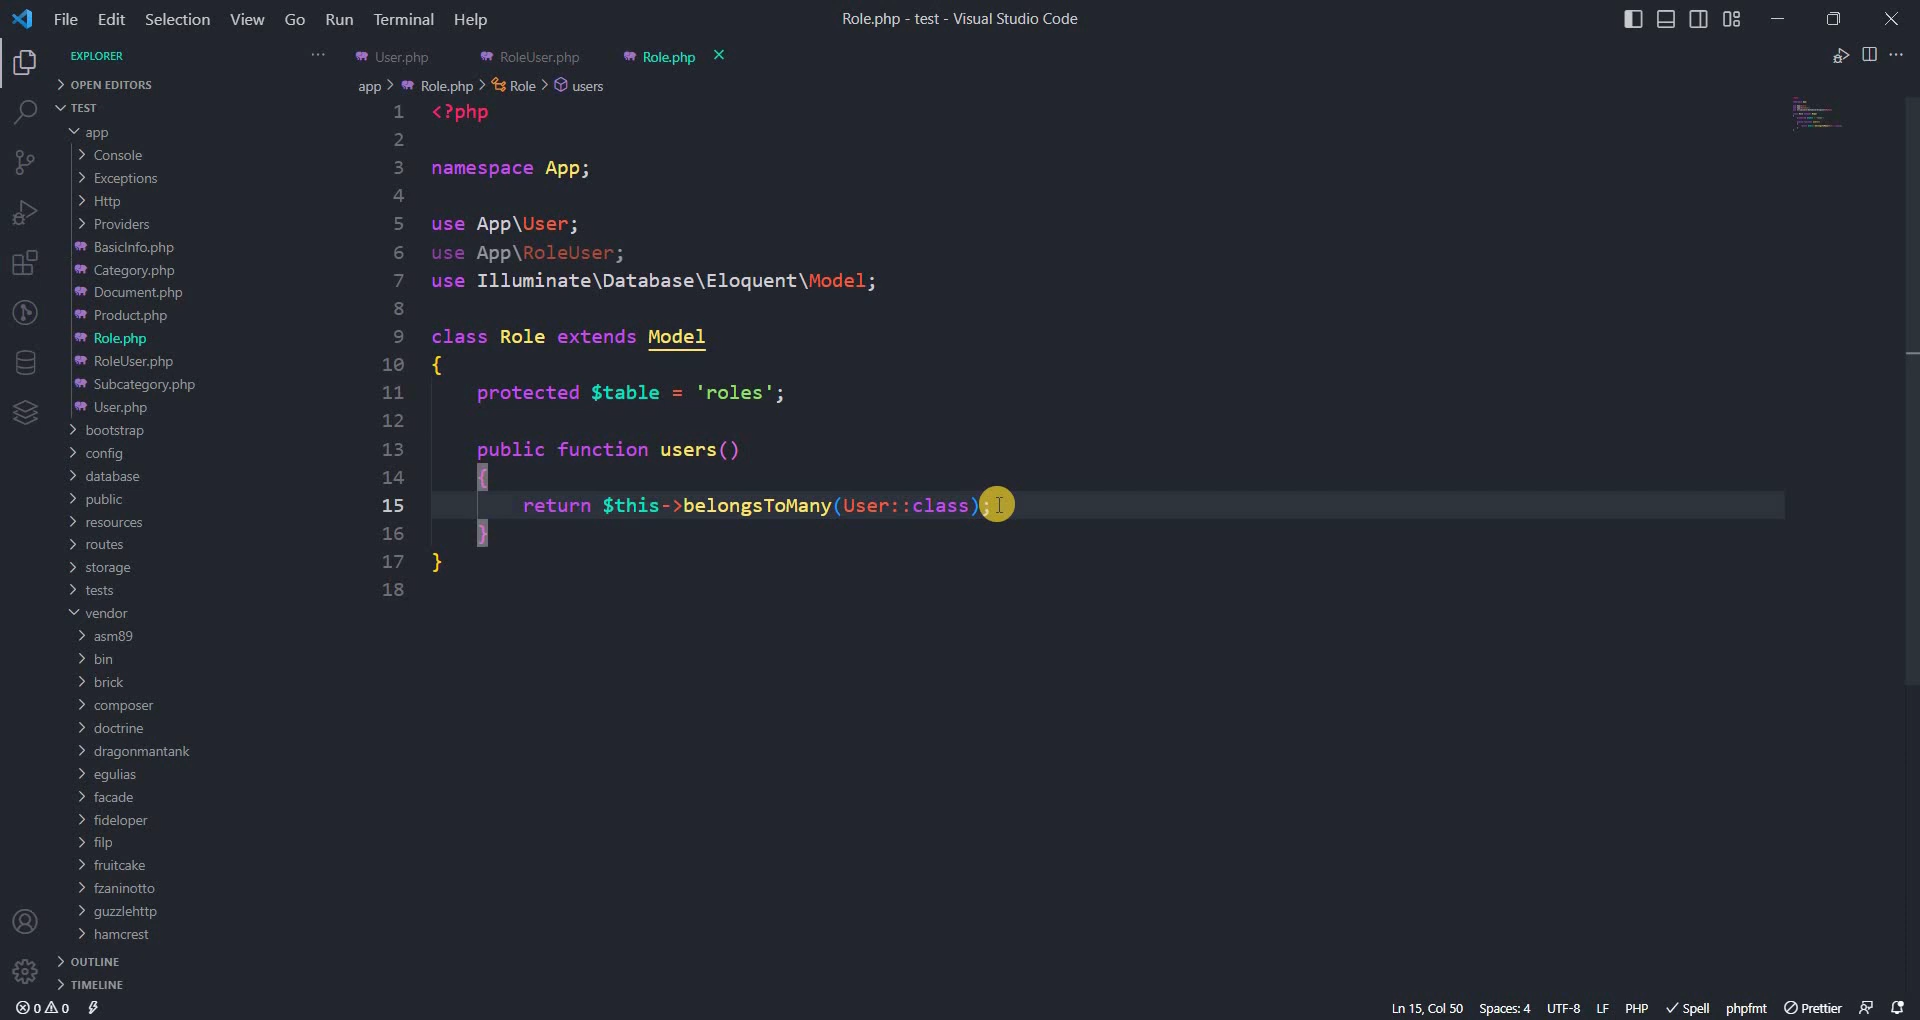 File Edit Selection View Go Run Terminal Help
Role.php - test - Visual Studio Code
EXPLORER
OPEN EDITORS
TEST
app
Console
Exceptions
Http
Providers
BasicInfo.php
Category.php
Document.php
Product.php
Role.php
RoleUser.php
Subcategory.php
User.php
bootstrap
config
database
public
resources
routes
storage
tests
vendor
asm89
bin
brick
composer
doctrine
dragonmantank
egulias
facade
fideloper
filp
fruitcake
fzaninotto
guzzlehttp
hamcrest
OUTLINE
TIMELINE
User.php RoleUser.php Role.php
app > Role.php > Role > users
1 <?php
2
3 namespace App;
4
5 use App\User;
6 use App\RoleUser;
7 use Illuminate\Database\Eloquent\Model;
8
9 class Role extends Model
10 {
11 protected $table = 'roles';
12
13 public function users()
14 {
15 return $this->belongsToMany(User::class);
16 }
17 }
18
0 0
Ln 15, Col 50 Spaces: 4 UTF-8 LF PHP Spell phpfmt Prettier